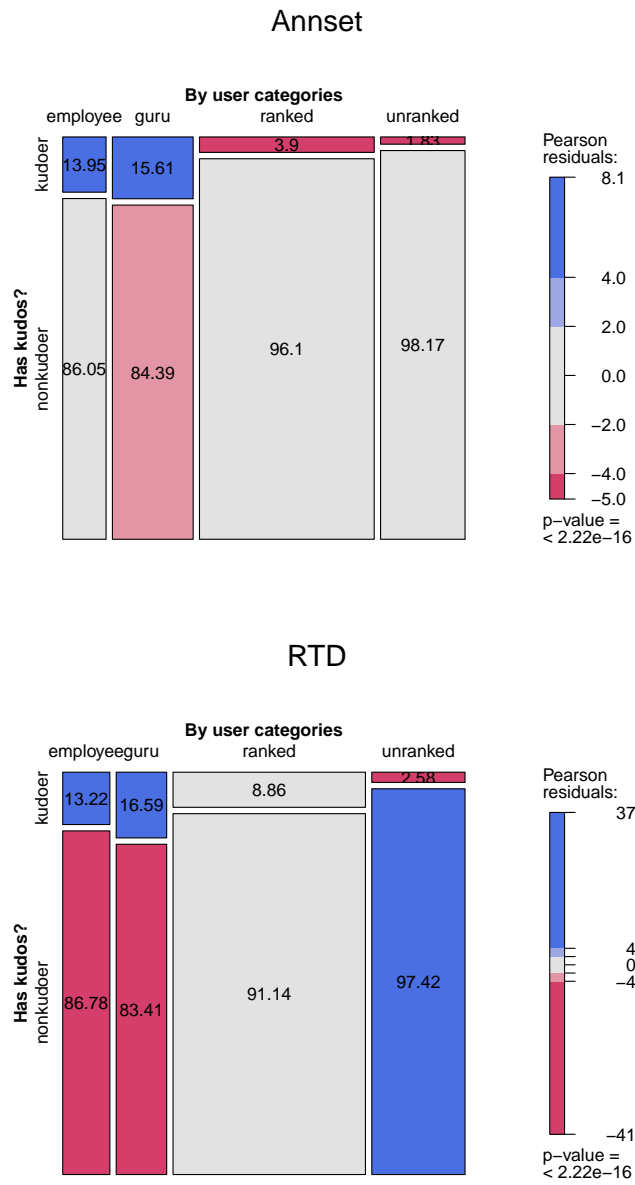 Annset
By user categories
employee guru ranked unranked
Has kudos?
kudoer
nonkudoer
13.95 15.61 3.9 1.83
86.05 84.39 96.1 98.17
Pearson
residuals:
8.1
4.0
2.0
0.0
−2.0
−4.0
−5.0
p−value =
< 2.22e−16
RTD
By user categories
employee guru ranked unranked
Has kudos?
kudoer
nonkudoer
13.22 16.59 8.86 2.58
86.78 83.41 91.14 97.42
Pearson
residuals:
37
4
0
−4
−41
p−value =
< 2.22e−16